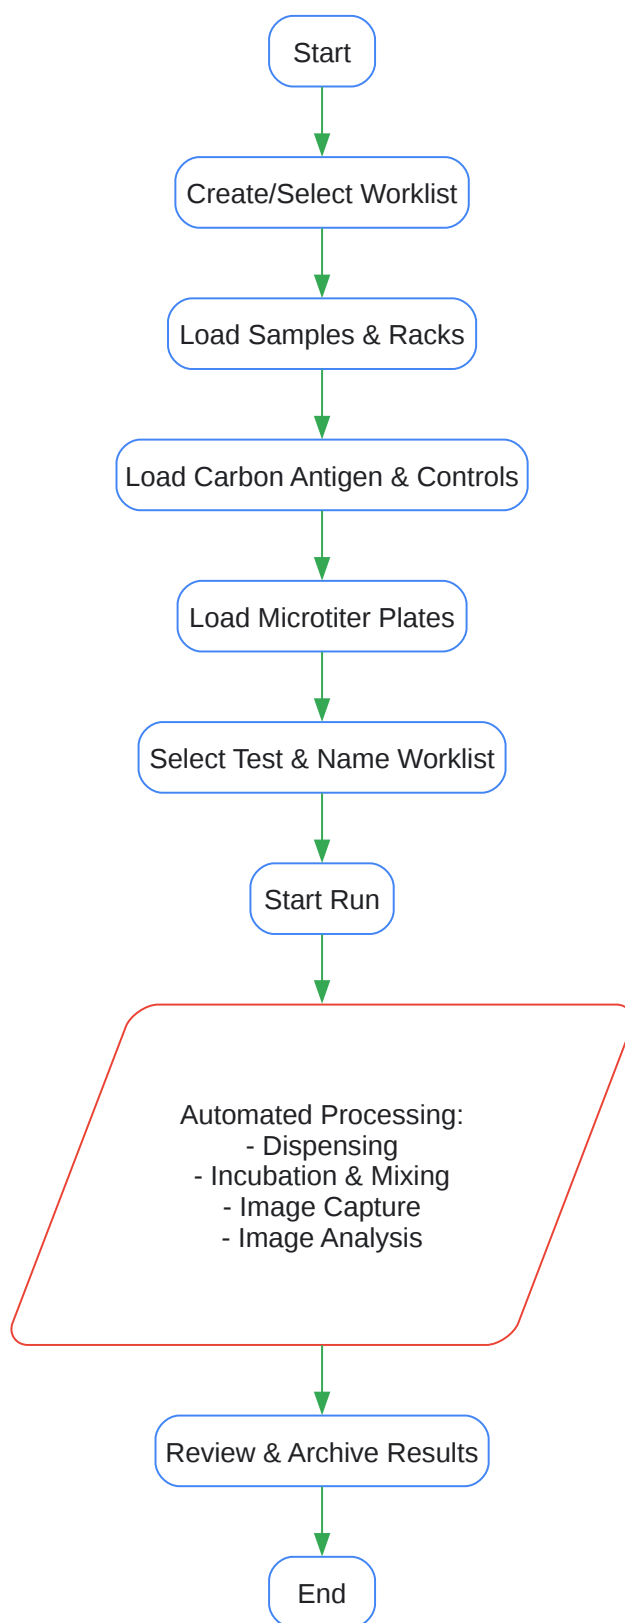 Start
Create/Select Worklist
Load Samples & Racks
Load Carbon Antigen & Controls
Load Microtiter Plates
Select Test & Name Worklist
Start Run
Automated Processing:
- Dispensing
- Incubation & Mixing
- Image Capture
- Image Analysis
Review & Archive Results
End